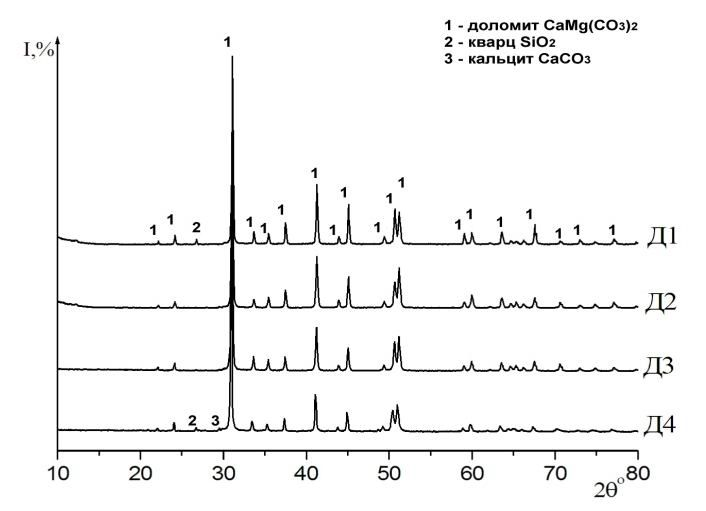 1 - доломит CaMg(CO3)2
2 - кварц SiO2
3 - кальцит CaCO3
I,%
1
1 1 2 1 1 1 1 1 1 1 1 1 1 1 1 1 1 1
Д1
Д2
Д3
2 3
Д4
10 20 30 40 50 60 70 80
2θ°